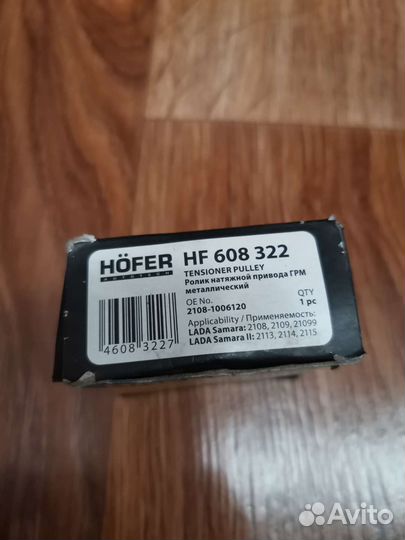 HÖFER
AUTOTECH
HF 608 322
TENSIONER PULLEY
Ролик натяжной привода ГРМ
металлический
OE No.
QTY
2108-1006120
1 pc
Applicability / Применяемость:
LADA Samara: 2108, 2109, 21099
LADA Samara II: 2113, 2114, 2115
4608 3227
Avito